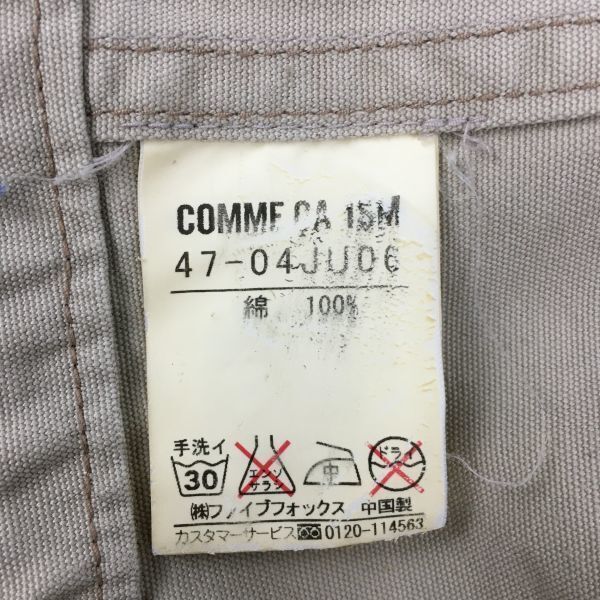 COMME CA ISM
47-04JU06
綿 100%
手洗イ
30 エンソ サラシ 中 ドライ
㈱ファイブフォックス 中国製
カスタマーサービス 0120-114563